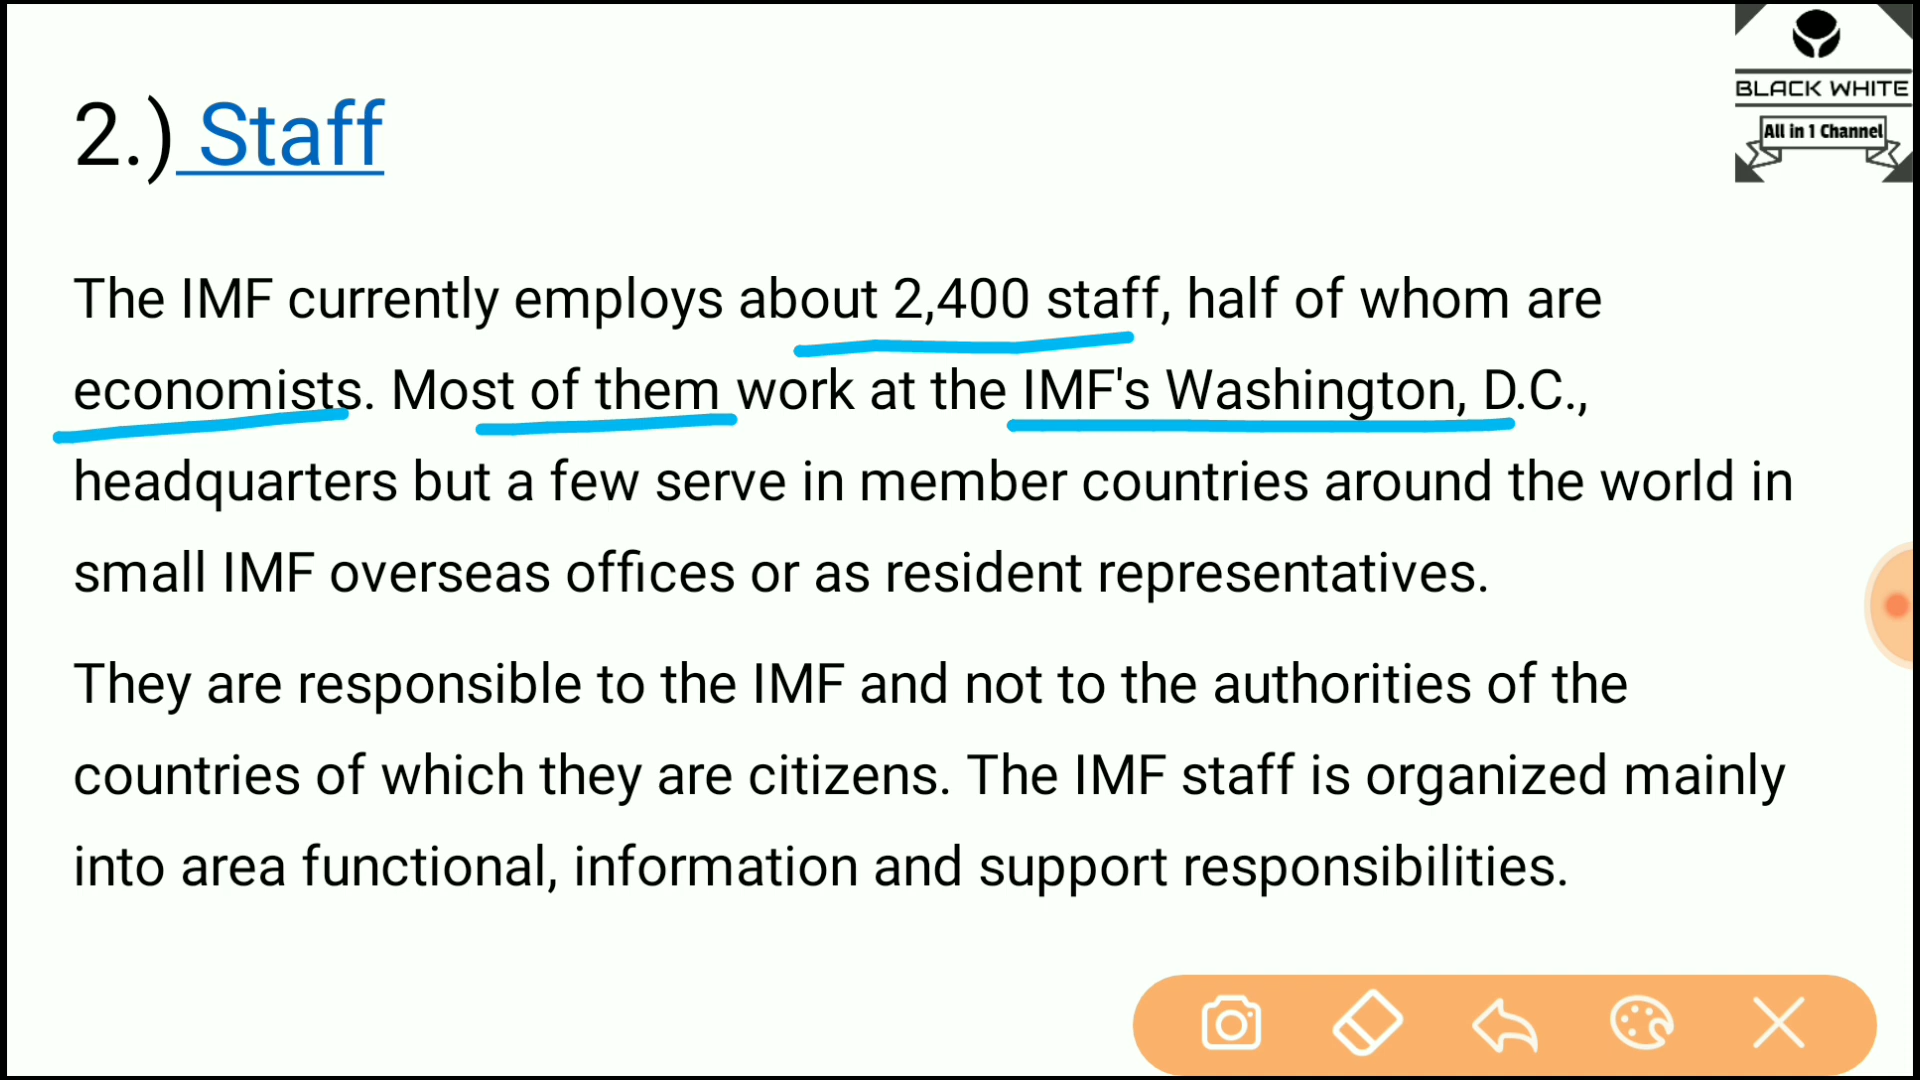 2.) Staff
BLACK WHITE
All in 1 Channel
The IMF currently employs about 2,400 staff, half of whom are
economists. Most of them work at the IMF's Washington, D.C.,
headquarters but a few serve in member countries around the world in
small IMF overseas offices or as resident representatives.
They are responsible to the IMF and not to the authorities of the
countries of which they are citizens. The IMF staff is organized mainly
into area functional, information and support responsibilities.